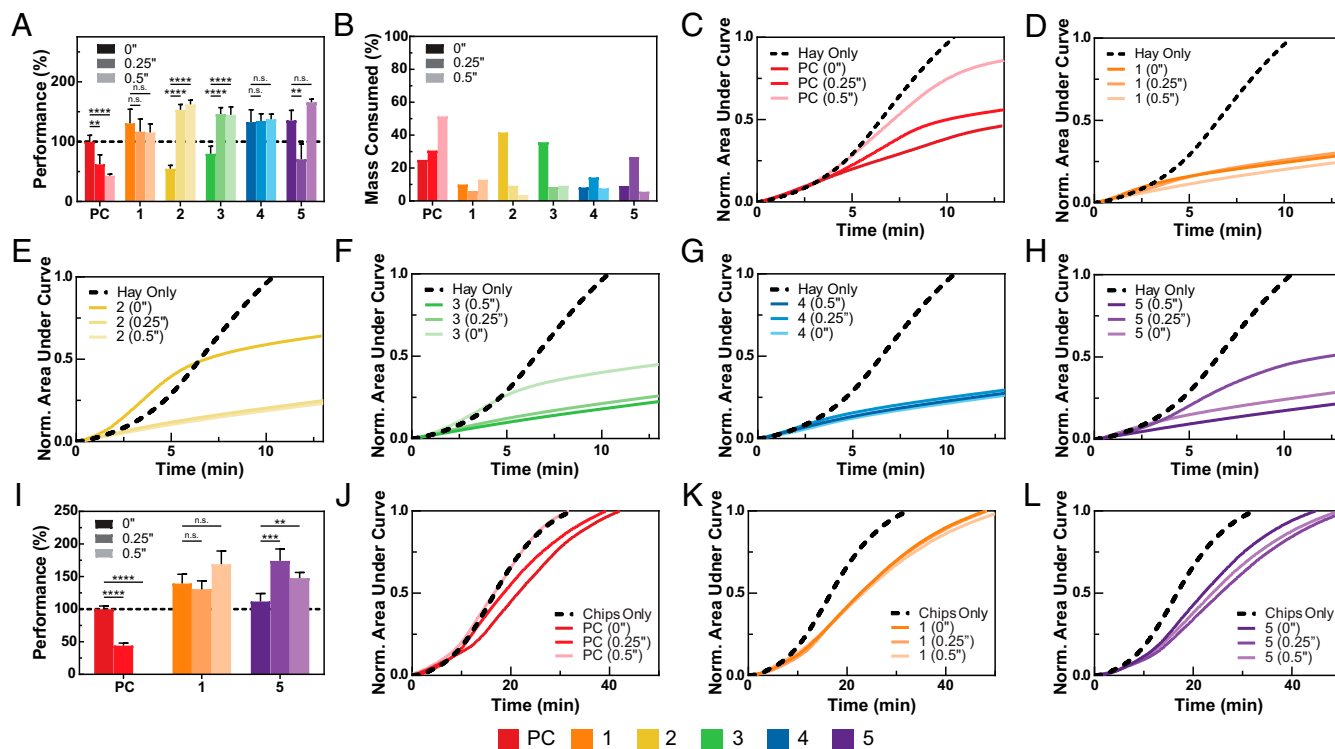 A
Performance (%)
250
200
150
100
50
0
0"
0.25"
0.5"
n.s.
n.s.
****
**
****
****
****
****
n.s.
n.s.
n.s.
**
PC 1 2 3 4 5
B
Mass Consumed (%)
100
80
60
40
20
0
0"
0.25"
0.5"
PC 1 2 3 4 5
C
Norm. Area Under Curve
1.0
0.5
0.0
Hay Only
PC (0")
PC (0.25")
PC (0.5")
0 5 10
Time (min)
D
Norm. Area Under Curve
1.0
0.5
0.0
Hay Only
1 (0")
1 (0.25")
1 (0.5")
0 5 10
Time (min)
E
Norm. Area Under Curve
1.0
0.5
0.0
Hay Only
2 (0")
2 (0.25")
2 (0.5")
0 5 10
Time (min)
F
Norm. Area Under Curve
1.0
0.5
0.0
Hay Only
3 (0.5")
3 (0.25")
3 (0")
0 5 10
Time (min)
G
Norm. Area Under Curve
1.0
0.5
0.0
Hay Only
4 (0.5")
4 (0.25")
4 (0")
0 5 10
Time (min)
H
Norm. Area Under Curve
1.0
0.5
0.0
Hay Only
5 (0.5")
5 (0.25")
5 (0")
0 5 10
Time (min)
I
Performance (%)
250
200
150
100
50
0
0"
0.25"
0.5"
****
****
n.s.
n.s.
**
***
PC 1 5
J
Norm. Area Under Curve
1.0
0.5
0.0
Chips Only
PC (0")
PC (0.25")
PC (0.5")
0 20 40
Time (min)
K
Norm. Area Udner Curve
1.0
0.5
0.0
Chips Only
1 (0")
1 (0.25")
1 (0.5")
0 20 40
Time (min)
L
Norm. Area Under Curve
1.0
0.5
0.0
Chips Only
5 (0")
5 (0.25")
5 (0.5")
0 20 40
Time (min)
PC 1 2 3 4 5